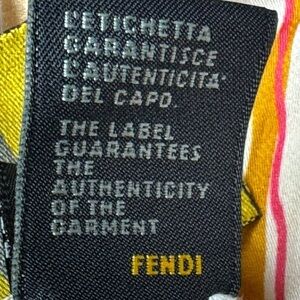 L'ETICHETTA
GARANTISCE
L'AUTENTICITA'
DEL CAPO.
THE LABEL
GUARANTEES
THE
AUTHENTICITY
OF THE
GARMENT
FENDI